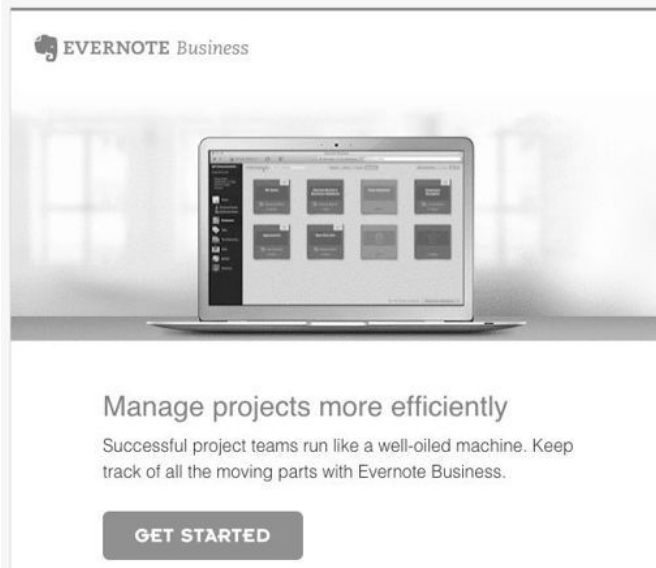 EVERNOTE Business
Manage projects more efficiently
Successful project teams run like a well-oiled machine. Keep
track of all the moving parts with Evernote Business.
GET STARTED